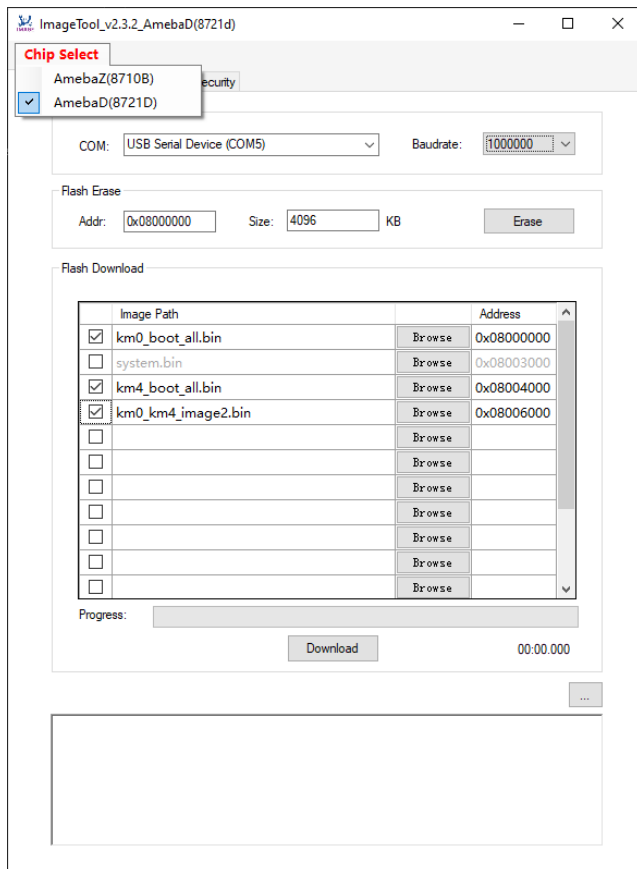 ImageTool_v2.3.2_AmebaD(8721d)
Chip Select
AmebaZ(8710B)
AmebaD(8721D)
ecurity
COM: USB Serial Device (COM5) Baudrate: 1000000
Flash Erase
Addr: 0x08000000 Size: 4096 KB Erase
Flash Download
Image Path Address
km0_boot_all.bin Browse 0x08000000
system.bin Browse 0x08003000
km4_boot_all.bin Browse 0x08004000
km0_km4_image2.bin Browse 0x08006000
Browse
Browse
Browse
Browse
Browse
Browse
Browse
Progress:
Download 00:00.000
...